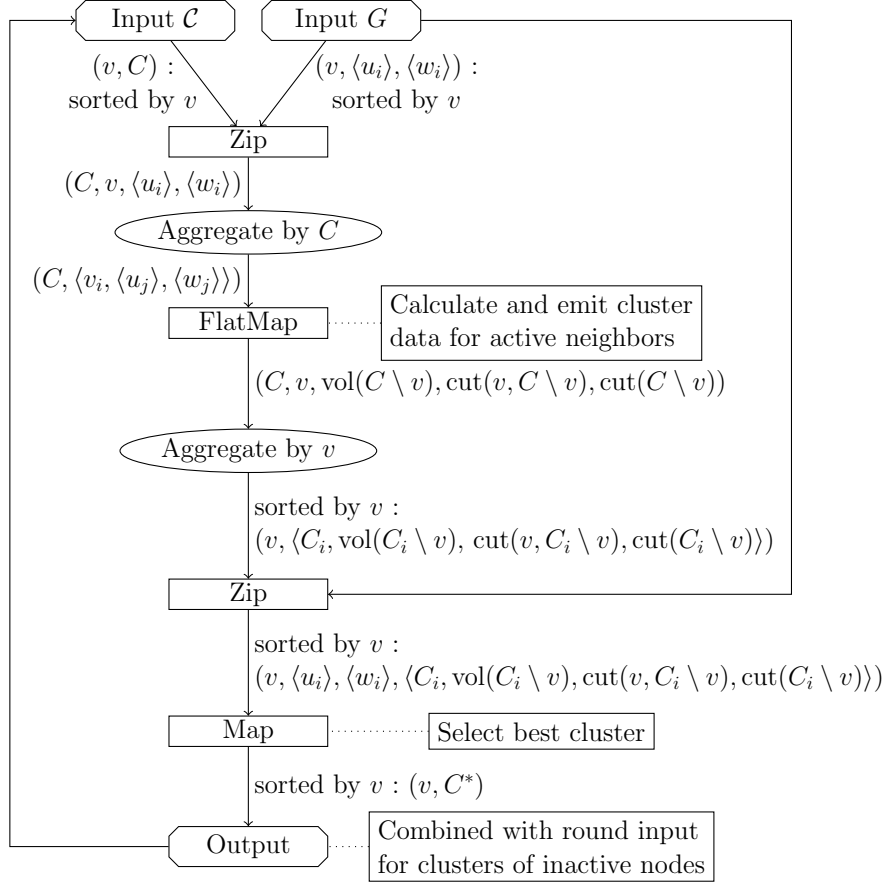 Input 𝒞
Input G
(v, C) :
sorted by v
(v, ⟨u_i⟩, ⟨w_i⟩) :
sorted by v
Zip
(C, v, ⟨u_i⟩, ⟨w_i⟩)
Aggregate by C
(C, ⟨v_i, ⟨u_j⟩, ⟨w_j⟩⟩)
FlatMap
Calculate and emit cluster
data for active neighbors
(C, v, vol(C \ v), cut(v, C \ v), cut(C \ v))
Aggregate by v
sorted by v :
(v, ⟨C_i, vol(C_i \ v), cut(v, C_i \ v), cut(C_i \ v)⟩)
Zip
sorted by v :
(v, ⟨u_i⟩, ⟨w_i⟩, ⟨C_i, vol(C_i \ v), cut(v, C_i \ v), cut(C_i \ v)⟩)
Map
Select best cluster
sorted by v : (v, C*)
Output
Combined with round input
for clusters of inactive nodes